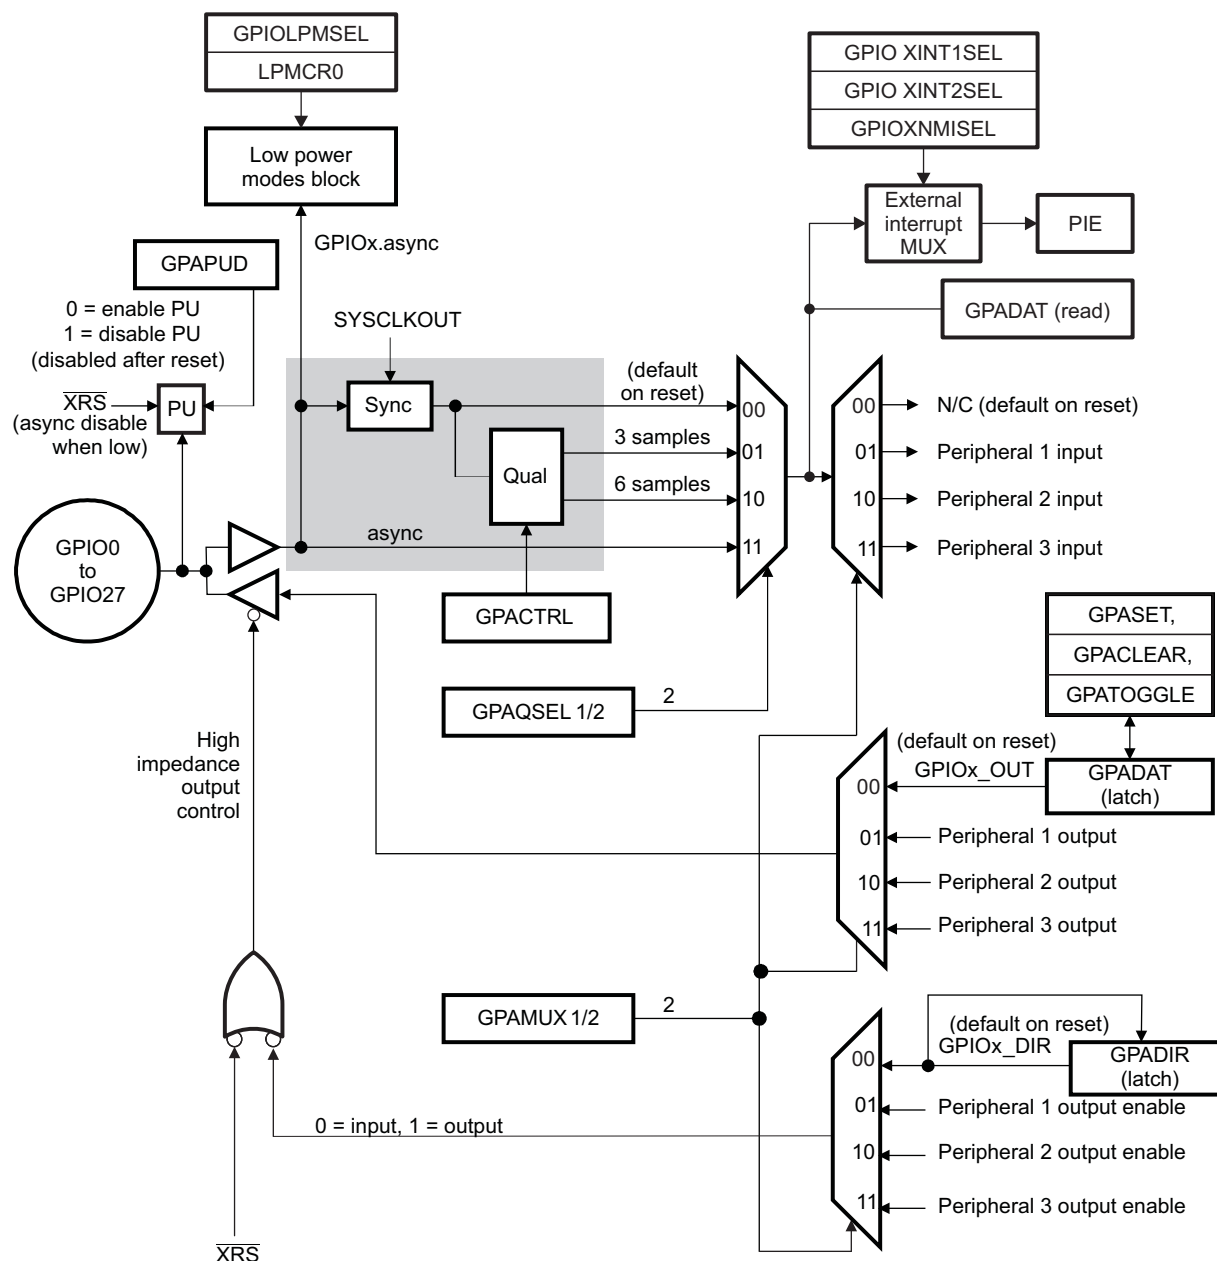 GPIOLPMSEL
LPMCR0
Low power
modes block
GPIOx.async
GPIO XINT1SEL
GPIO XINT2SEL
GPIOXNMISEL
External
interrupt
MUX
PIE
GPADAT (read)
GPAPUD
0 = enable PU
1 = disable PU
(disabled after reset)
XRS
(async disable
when low)
PU
SYSCLKOUT
Sync
Qual
(default
on reset)
3 samples
6 samples
async
00
01
10
11
00
01
10
11
N/C (default on reset)
Peripheral 1 input
Peripheral 2 input
Peripheral 3 input
GPIO0
to
GPIO27
GPACTRL
GPAQSEL 1/2
2
GPASET,
GPACLEAR,
GPATOGGLE
High
impedance
output
control
(default on reset)
GPIOx_OUT
GPADAT
(latch)
00
01
10
11
Peripheral 1 output
Peripheral 2 output
Peripheral 3 output
GPAMUX 1/2
2
(default on reset)
GPIOx_DIR
GPADIR
(latch)
00
01
10
11
Peripheral 1 output enable
Peripheral 2 output enable
Peripheral 3 output enable
0 = input, 1 = output
XRS